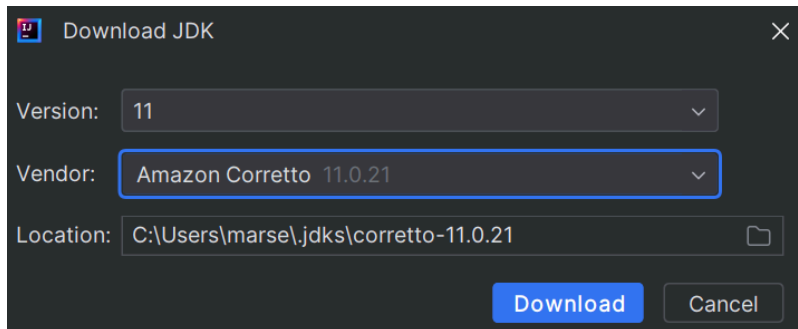 IJ
Download JDK
Version: 11
Vendor: Amazon Corretto 11.0.21
Location: C:\Users\marse\.jdks\corretto-11.0.21
Download Cancel